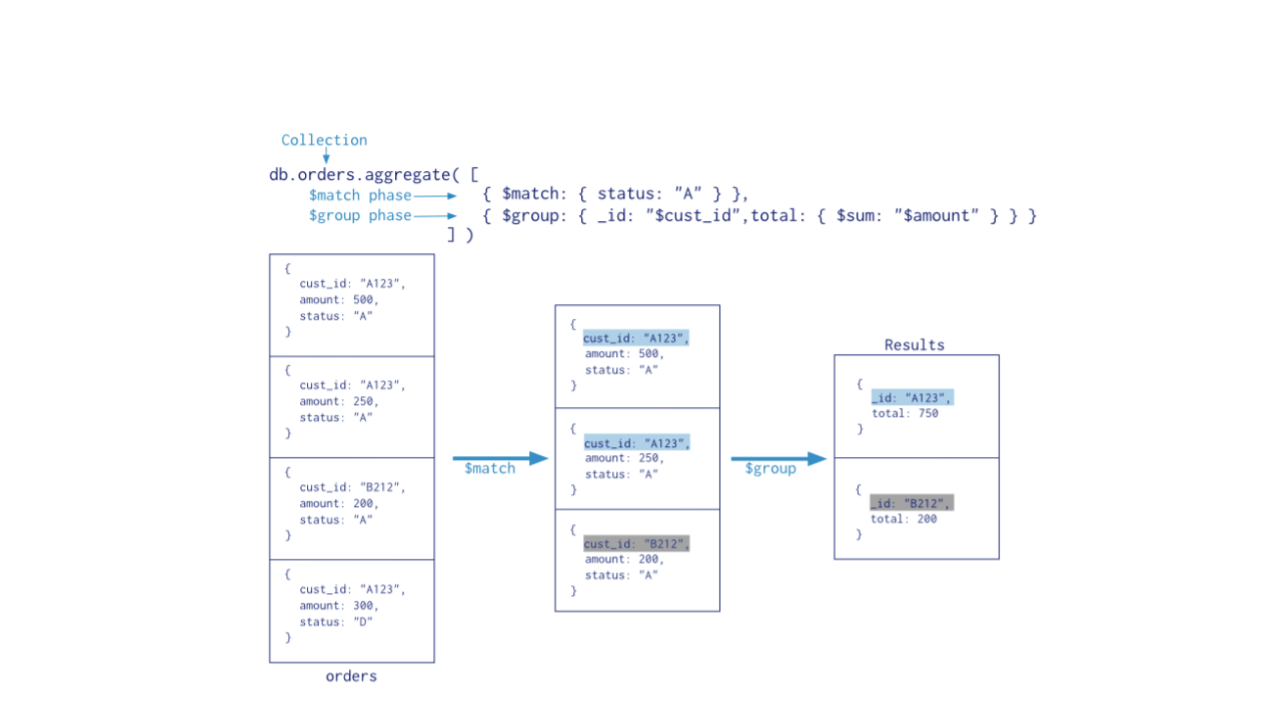 Collection
db.orders.aggregate( [
$match phase
{ $match: { status: "A" } },
$group phase
{ $group: { _id: "$cust_id",total: { $sum: "$amount" } } }
] )
{
cust_id: "A123",
amount: 500,
status: "A"
}
{
cust_id: "A123",
amount: 250,
status: "A"
}
{
cust_id: "B212",
amount: 200,
status: "A"
}
{
cust_id: "A123",
amount: 300,
status: "D"
}
orders
$match
{
cust_id: "A123",
amount: 500,
status: "A"
}
{
cust_id: "A123",
amount: 250,
status: "A"
}
{
cust_id: "B212",
amount: 200,
status: "A"
}
$group
Results
{
_id: "A123",
total: 750
}
{
_id: "B212",
total: 200
}